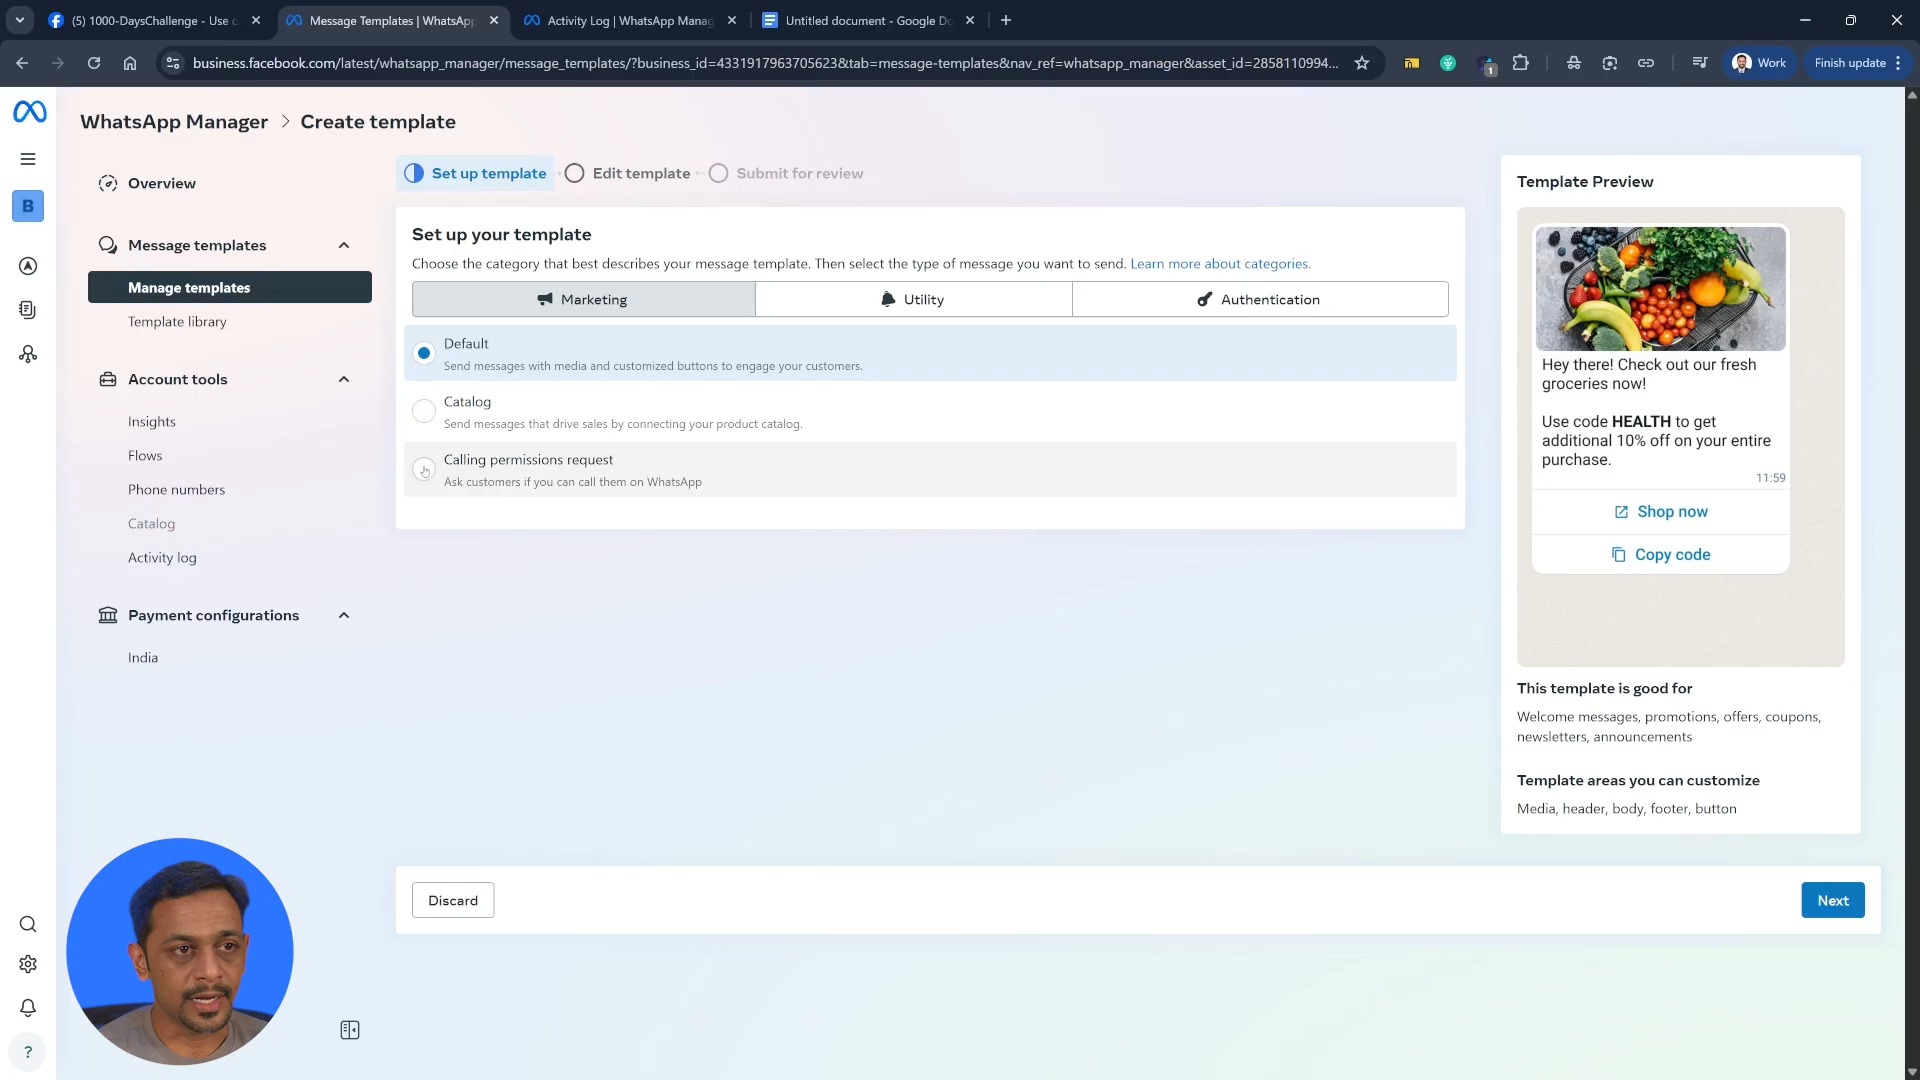 (5) 1000-DaysChallenge - Use c
Message Templates | WhatsApp
Activity Log | WhatsApp Manag
Untitled document - Google Do
business.facebook.com/latest/whatsapp_manager/message_templates/?business_id=4331917963705623&tab=message-templates&nav_ref=whatsapp_manager&asset_id=2858110994...
1
Work
Finish update
WhatsApp Manager > Create template
B
Overview
Message templates
Manage templates
Template library
Account tools
Insights
Flows
Phone numbers
Catalog
Activity log
Payment configurations
India
?
Set up template
Edit template
Submit for review
Set up your template
Choose the category that best describes your message template. Then select the type of message you want to send. Learn more about categories.
Marketing
Utility
Authentication
Default
Send messages with media and customized buttons to engage your customers.
Catalog
Send messages that drive sales by connecting your product catalog.
Calling permissions request
Ask customers if you can call them on WhatsApp
Discard
Next
Template Preview
Hey there! Check out our fresh
groceries now!
Use code HEALTH to get
additional 10% off on your entire
purchase.
11:59
Shop now
Copy code
This template is good for
Welcome messages, promotions, offers, coupons,
newsletters, announcements
Template areas you can customize
Media, header, body, footer, button